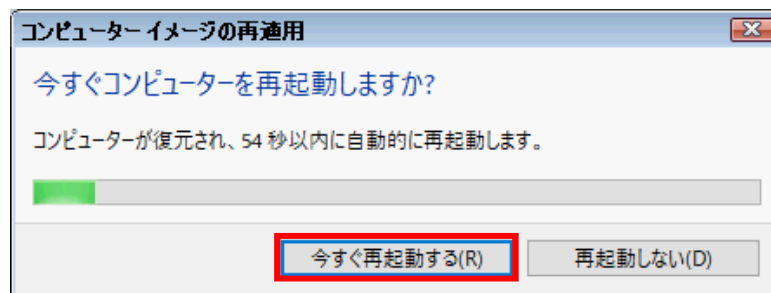 コンピューター イメージの再適用
今すぐコンピューターを再起動しますか?
コンピューターが復元され、54 秒以内に自動的に再起動します。
今すぐ再起動する(R)
再起動しない(D)